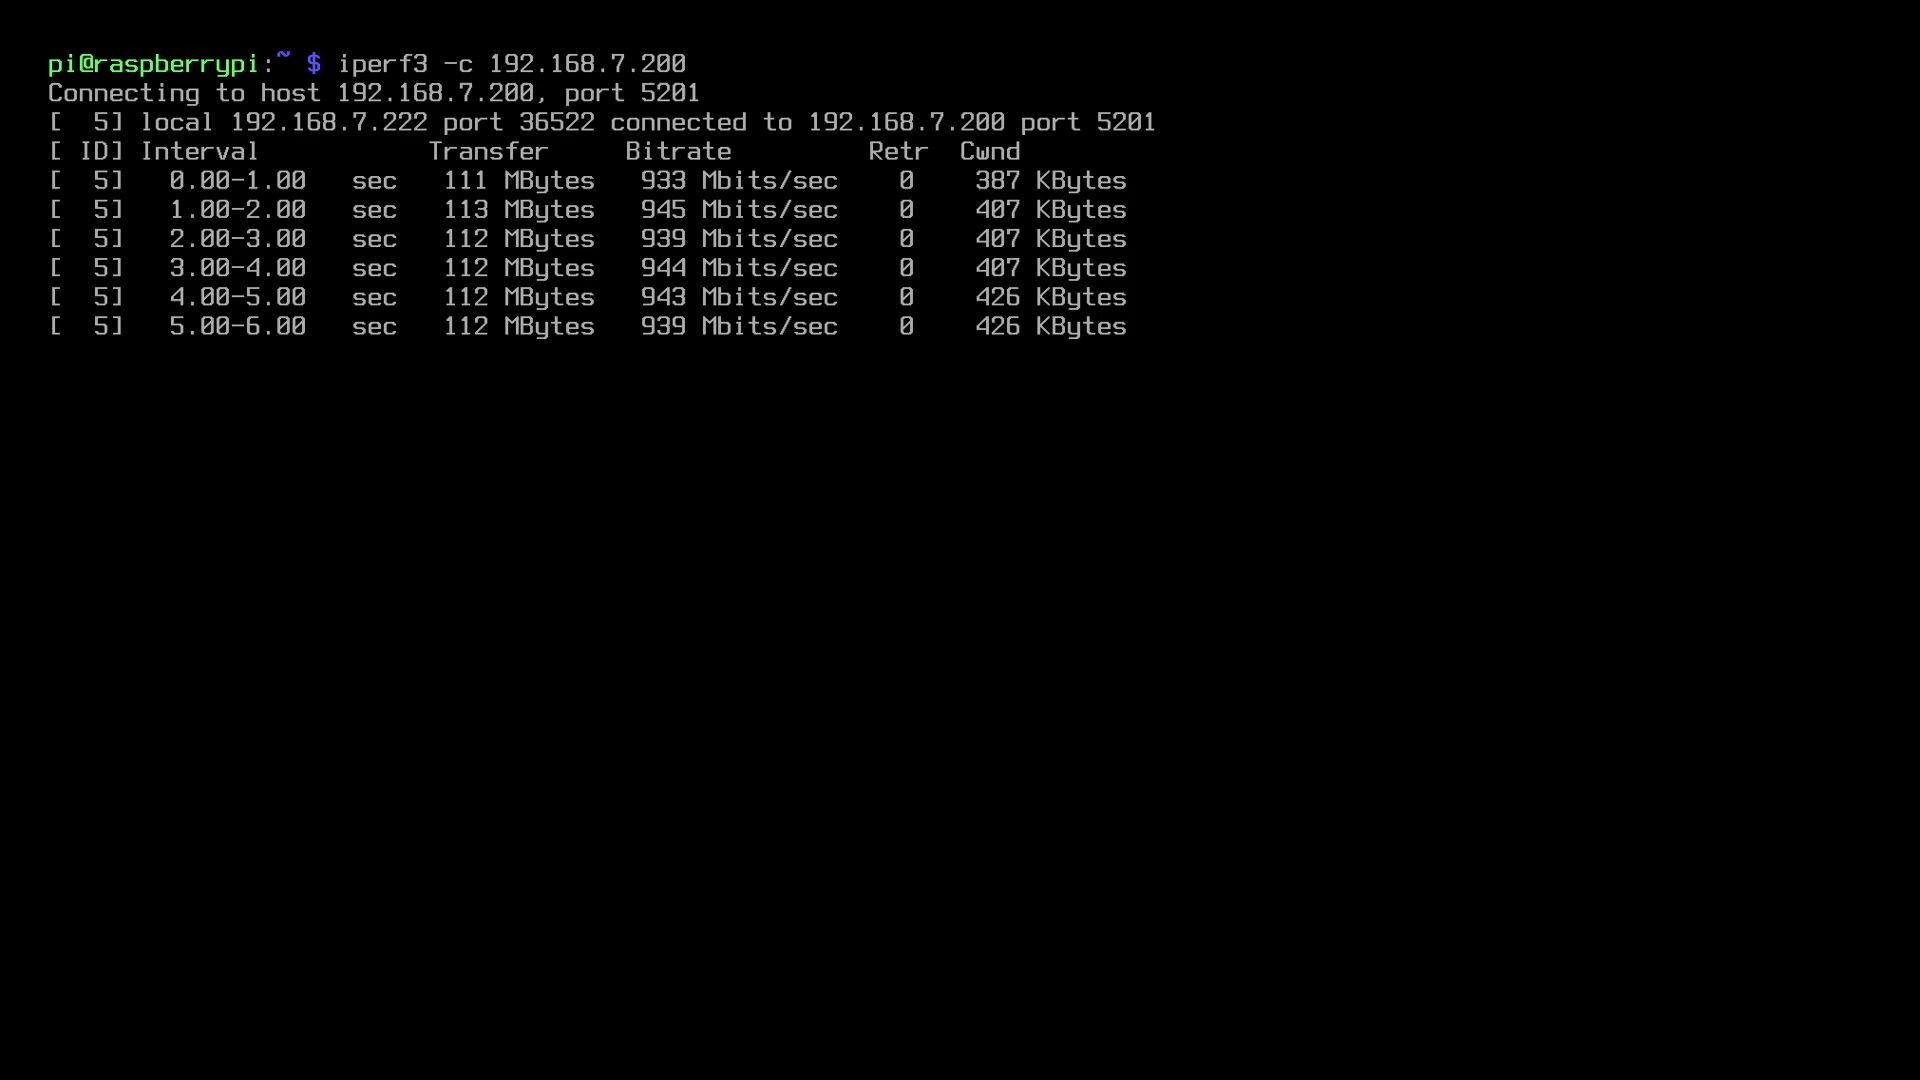 pi@raspberrypi:~ $ iperf3 -c 192.168.7.200
Connecting to host 192.168.7.200, port 5201
[  5] local 192.168.7.222 port 36522 connected to 192.168.7.200 port 5201
[ ID] Interval           Transfer     Bitrate         Retr  Cwnd
[  5]   0.00-1.00   sec   111 MBytes   933 Mbits/sec    0    387 KBytes
[  5]   1.00-2.00   sec   113 MBytes   945 Mbits/sec    0    407 KBytes
[  5]   2.00-3.00   sec   112 MBytes   939 Mbits/sec    0    407 KBytes
[  5]   3.00-4.00   sec   112 MBytes   944 Mbits/sec    0    407 KBytes
[  5]   4.00-5.00   sec   112 MBytes   943 Mbits/sec    0    426 KBytes
[  5]   5.00-6.00   sec   112 MBytes   939 Mbits/sec    0    426 KBytes